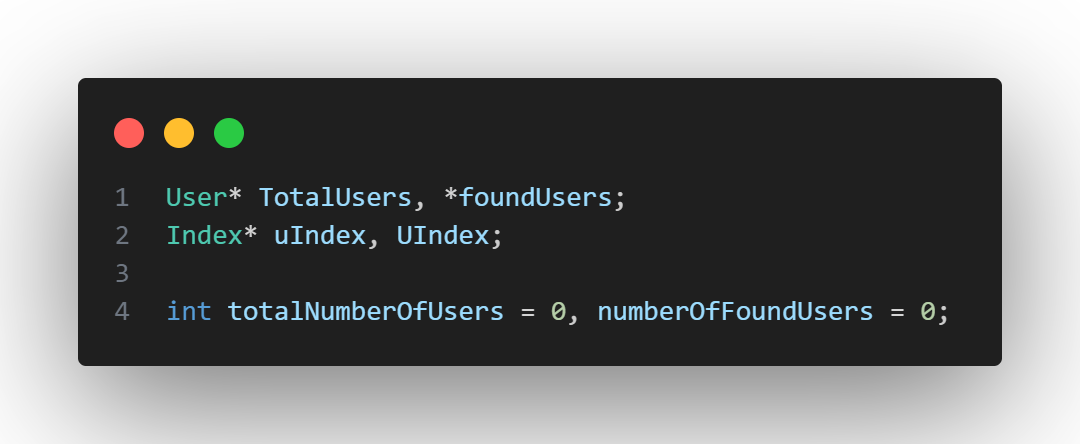 1 User* TotalUsers, *foundUsers;
2 Index* uIndex, UIndex;
3
4 int totalNumberOfUsers = 0, numberOfFoundUsers = 0;